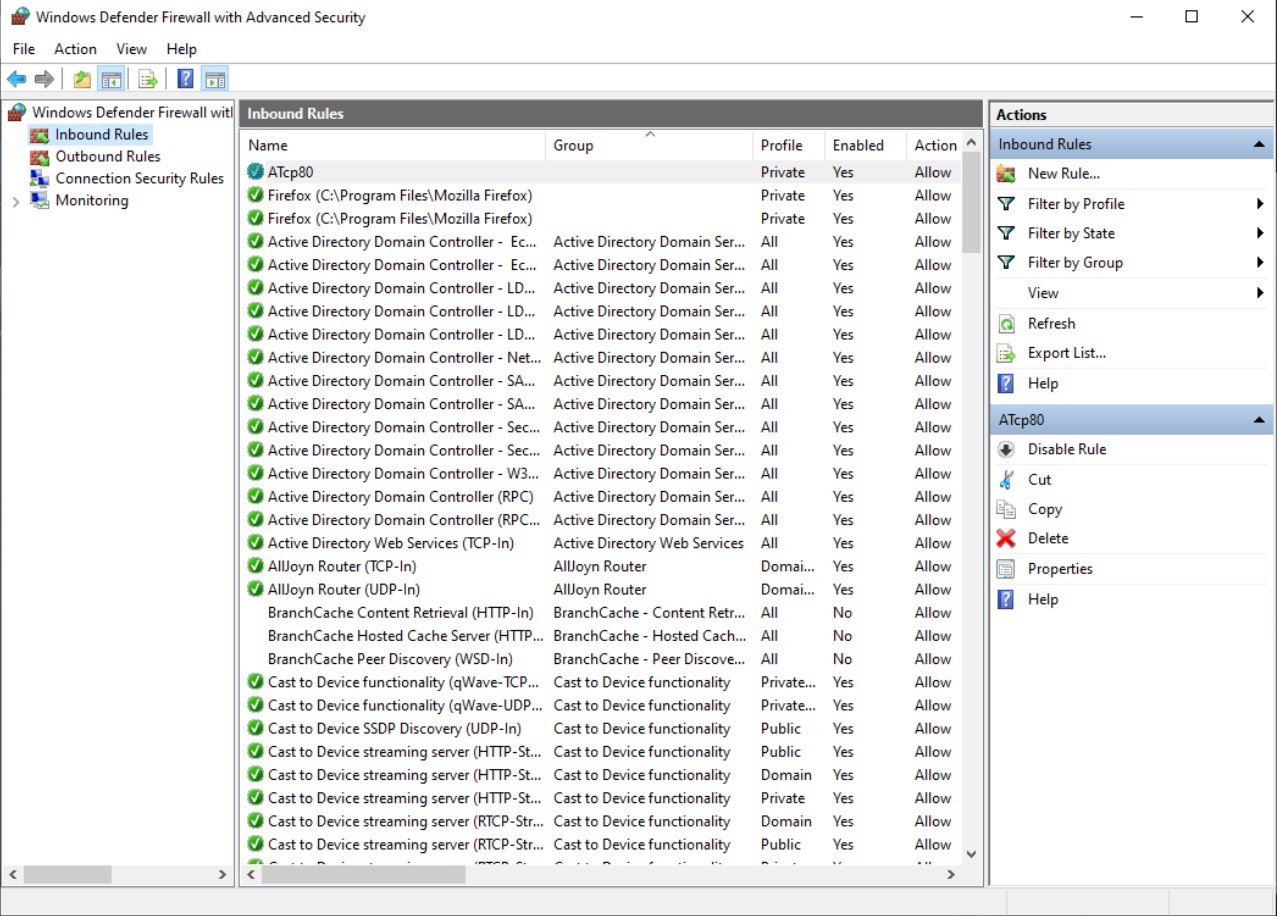 Windows Defender Firewall with Advanced Security
File Action View Help
Windows Defender Firewall wit
Inbound Rules
Outbound Rules
Connection Security Rules
Monitoring
Inbound Rules
Name Group Profile Enabled Action
ATcp80 Private Yes Allow
Firefox (C:\Program Files\Mozilla Firefox) Private Yes Allow
Firefox (C:\Program Files\Mozilla Firefox) Private Yes Allow
Active Directory Domain Controller - Ec... Active Directory Domain Ser... All Yes Allow
Active Directory Domain Controller - Ec... Active Directory Domain Ser... All Yes Allow
Active Directory Domain Controller - LD... Active Directory Domain Ser... All Yes Allow
Active Directory Domain Controller - LD... Active Directory Domain Ser... All Yes Allow
Active Directory Domain Controller - LD... Active Directory Domain Ser... All Yes Allow
Active Directory Domain Controller - Net... Active Directory Domain Ser... All Yes Allow
Active Directory Domain Controller - SA... Active Directory Domain Ser... All Yes Allow
Active Directory Domain Controller - SA... Active Directory Domain Ser... All Yes Allow
Active Directory Domain Controller - Sec... Active Directory Domain Ser... All Yes Allow
Active Directory Domain Controller - Sec... Active Directory Domain Ser... All Yes Allow
Active Directory Domain Controller - W3... Active Directory Domain Ser... All Yes Allow
Active Directory Domain Controller (RPC) Active Directory Domain Ser... All Yes Allow
Active Directory Domain Controller (RPC... Active Directory Domain Ser... All Yes Allow
Active Directory Web Services (TCP-In) Active Directory Web Services All Yes Allow
AllJoyn Router (TCP-In) AllJoyn Router Domai... Yes Allow
AllJoyn Router (UDP-In) AllJoyn Router Domai... Yes Allow
BranchCache Content Retrieval (HTTP-In) BranchCache - Content Retr... All No Allow
BranchCache Hosted Cache Server (HTTP... BranchCache - Hosted Cach... All No Allow
BranchCache Peer Discovery (WSD-In) BranchCache - Peer Discove... All No Allow
Cast to Device functionality (qWave-TCP... Cast to Device functionality Private... Yes Allow
Cast to Device functionality (qWave-UDP... Cast to Device functionality Private... Yes Allow
Cast to Device SSDP Discovery (UDP-In) Cast to Device functionality Public Yes Allow
Cast to Device streaming server (HTTP-St... Cast to Device functionality Public Yes Allow
Cast to Device streaming server (HTTP-St... Cast to Device functionality Domain Yes Allow
Cast to Device streaming server (HTTP-St... Cast to Device functionality Private Yes Allow
Cast to Device streaming server (RTCP-Str... Cast to Device functionality Domain Yes Allow
Cast to Device streaming server (RTCP-Str... Cast to Device functionality Public Yes Allow
Actions
Inbound Rules
New Rule...
Filter by Profile
Filter by State
Filter by Group
View
Refresh
Export List...
Help
ATcp80
Disable Rule
Cut
Copy
Delete
Properties
Help